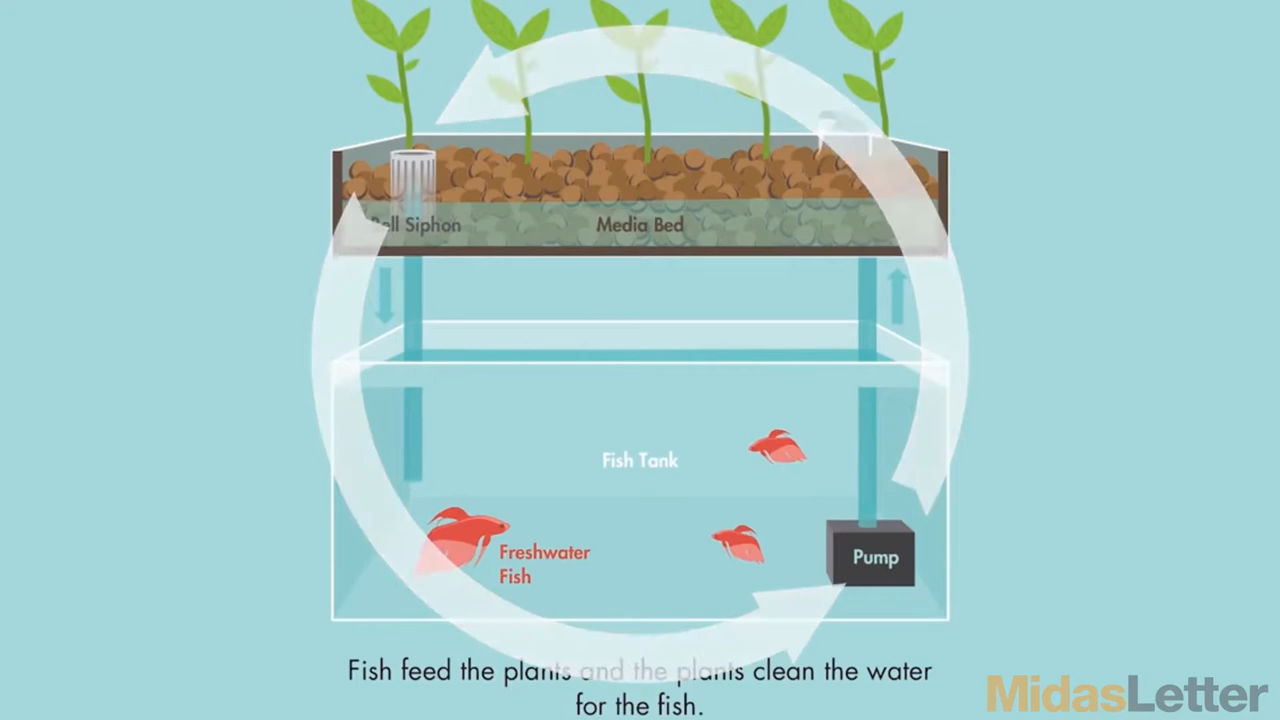 Bell Siphon
Media Bed
Fish Tank
Freshwater
Fish
Pump
Fish feed the plants and the plants clean the water
for the fish.
MidasLetter